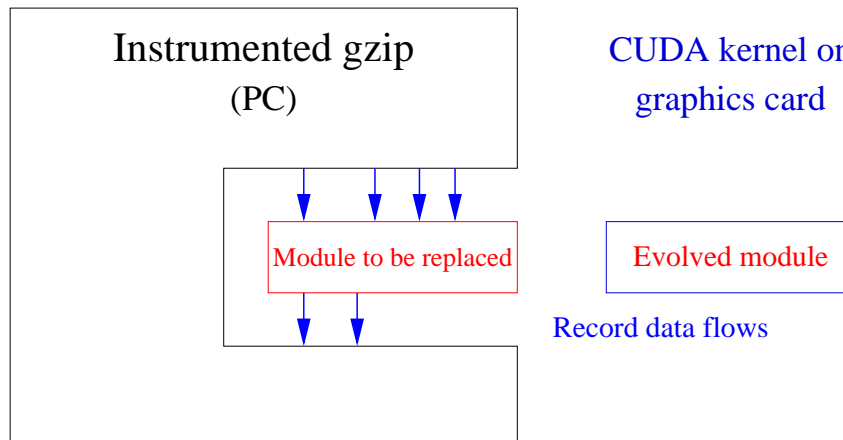 Instrumented gzip
(PC)
CUDA kernel on
graphics card
Module to be replaced
Evolved module
Record data flows